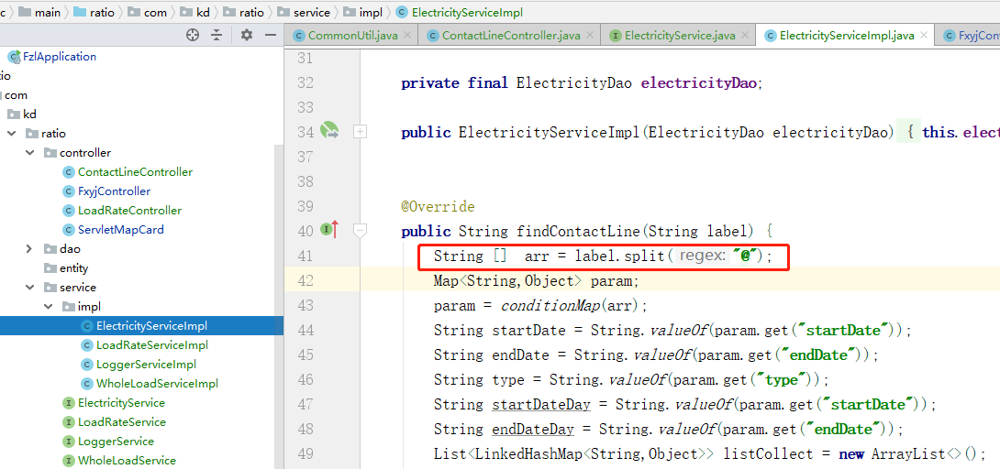 c main ratio com kd ratio service impl ElectricityServiceImpl
CommonUtil.java ContactLineController.java ElectricityService.java ElectricityServiceImpl.java FxyjCont
FzlApplication
io
com
kd
ratio
controller
ContactLineController
FxyjController
LoadRateController
ServletMapCard
dao
entity
service
impl
ElectricityServiceImpl
LoadRateServiceImpl
LoggerServiceImpl
WholeLoadServiceImpl
ElectricityService
LoadRateService
LoggerService
WholeLoadService
31
32 private final ElectricityDao electricityDao;
33
34 public ElectricityServiceImpl(ElectricityDao electricityDao) { this.elect
37
38
39 @Override
40 public String findContactLine(String label) {
41 String [] arr = label.split( regex: "@");
42 Map<String,Object> param;
43 param = conditionMap(arr);
44 String startDate = String.valueOf(param.get("startDate"));
45 String endDate = String.valueOf(param.get("endDate"));
46 String type = String.valueOf(param.get("type"));
47 String startDateDay = String.valueOf(param.get("startDate"));
48 String endDateDay = String.valueOf(param.get("endDate"));
49 List<LinkedHashMap<String,Object>> listCollect = new ArrayList<>();